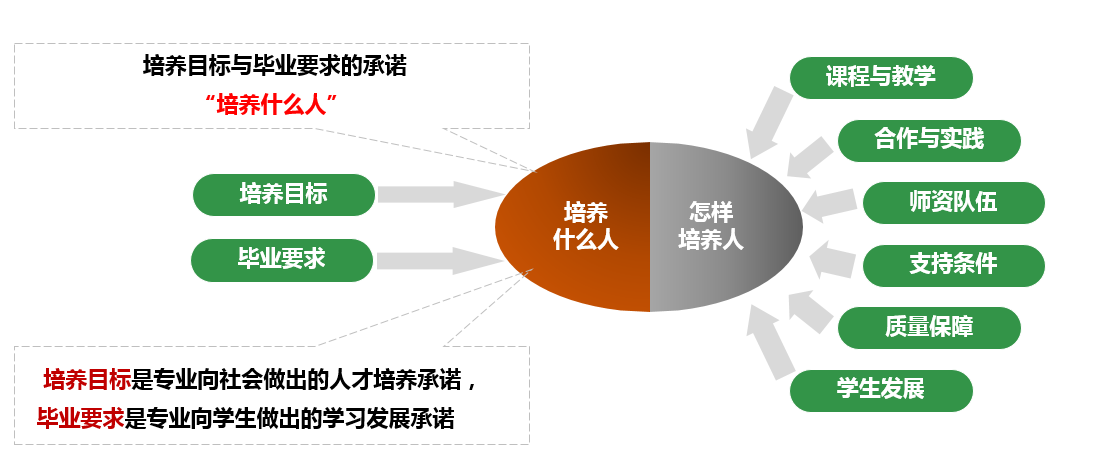 培养目标与毕业要求的承诺
“培养什么人”
培养目标
毕业要求
培养目标是专业向社会做出的人才培养承诺，
毕业要求是专业向学生做出的学习发展承诺
培养
什么人
怎样
培养人
课程与教学
合作与实践
师资队伍
支持条件
质量保障
学生发展